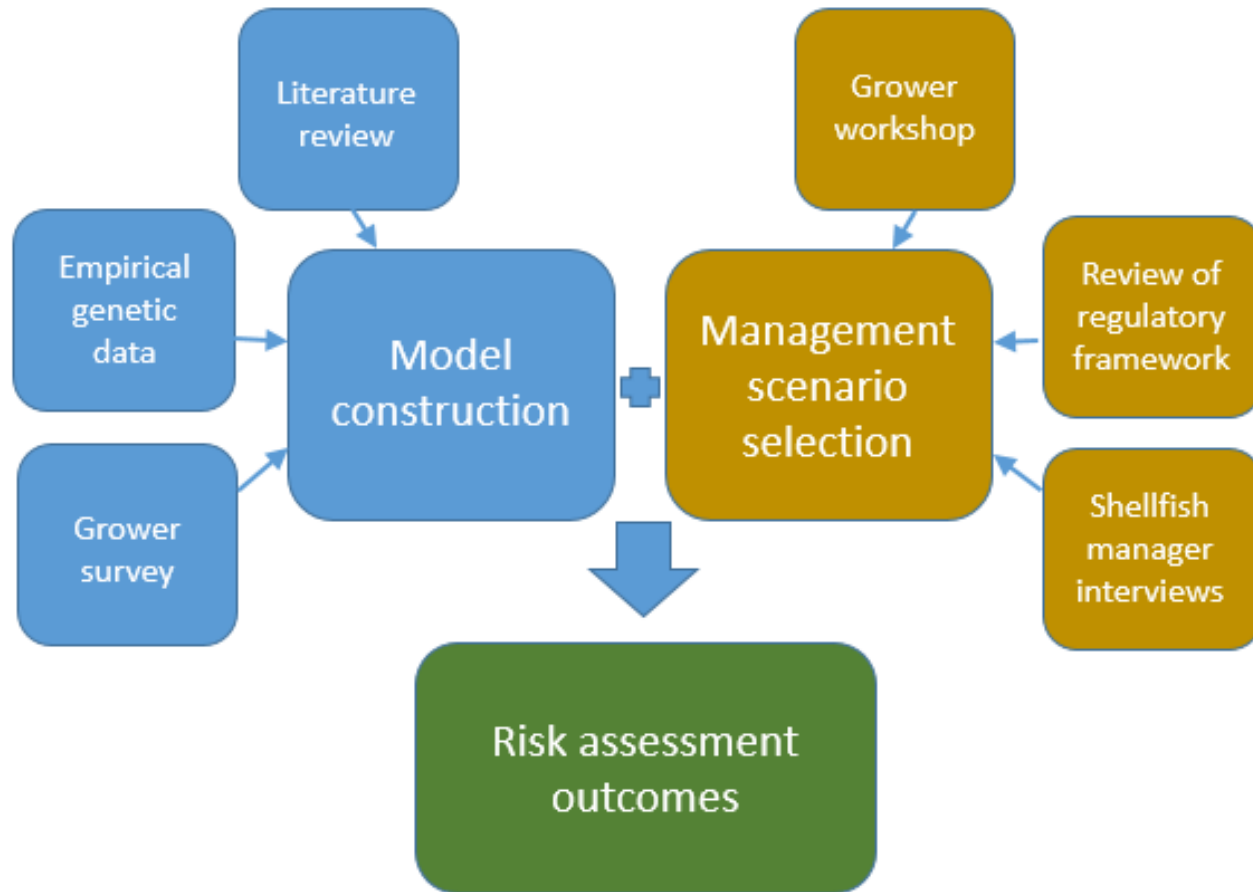 Literature
review
Grower
workshop
Empirical
genetic
data
Review of
regulatory
framework
Model
construction
Management
scenario
selection
Grower
survey
Shellfish
manager
interviews
Risk assessment
outcomes